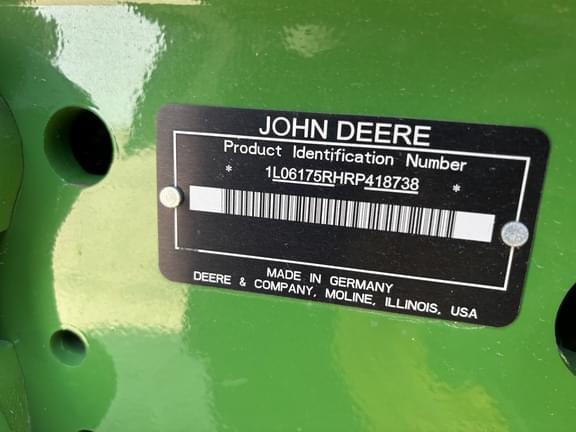 JOHN DEERE
Product Identification Number
* 1L06175RHRP418738 *
MADE IN GERMANY
DEERE & COMPANY, MOLINE, ILLINOIS, USA